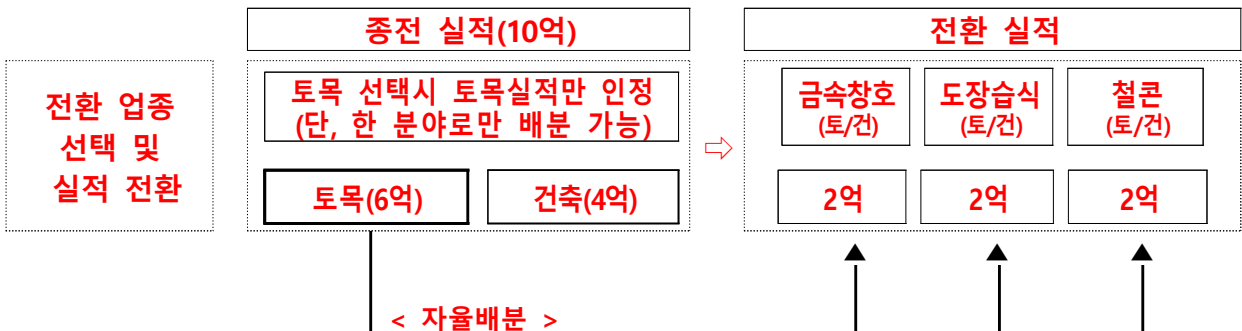 종전 실적(10억)
전환 실적
전환 업종
선택 및
실적 전환
토목 선택시 토목실적만 인정
(단, 한 분야로만 배분 가능)
토목(6억)
건축(4억)
⇨
금속창호
(토/건)
도장습식
(토/건)
철콘
(토/건)
2억
2억
2억
< 자율배분 >